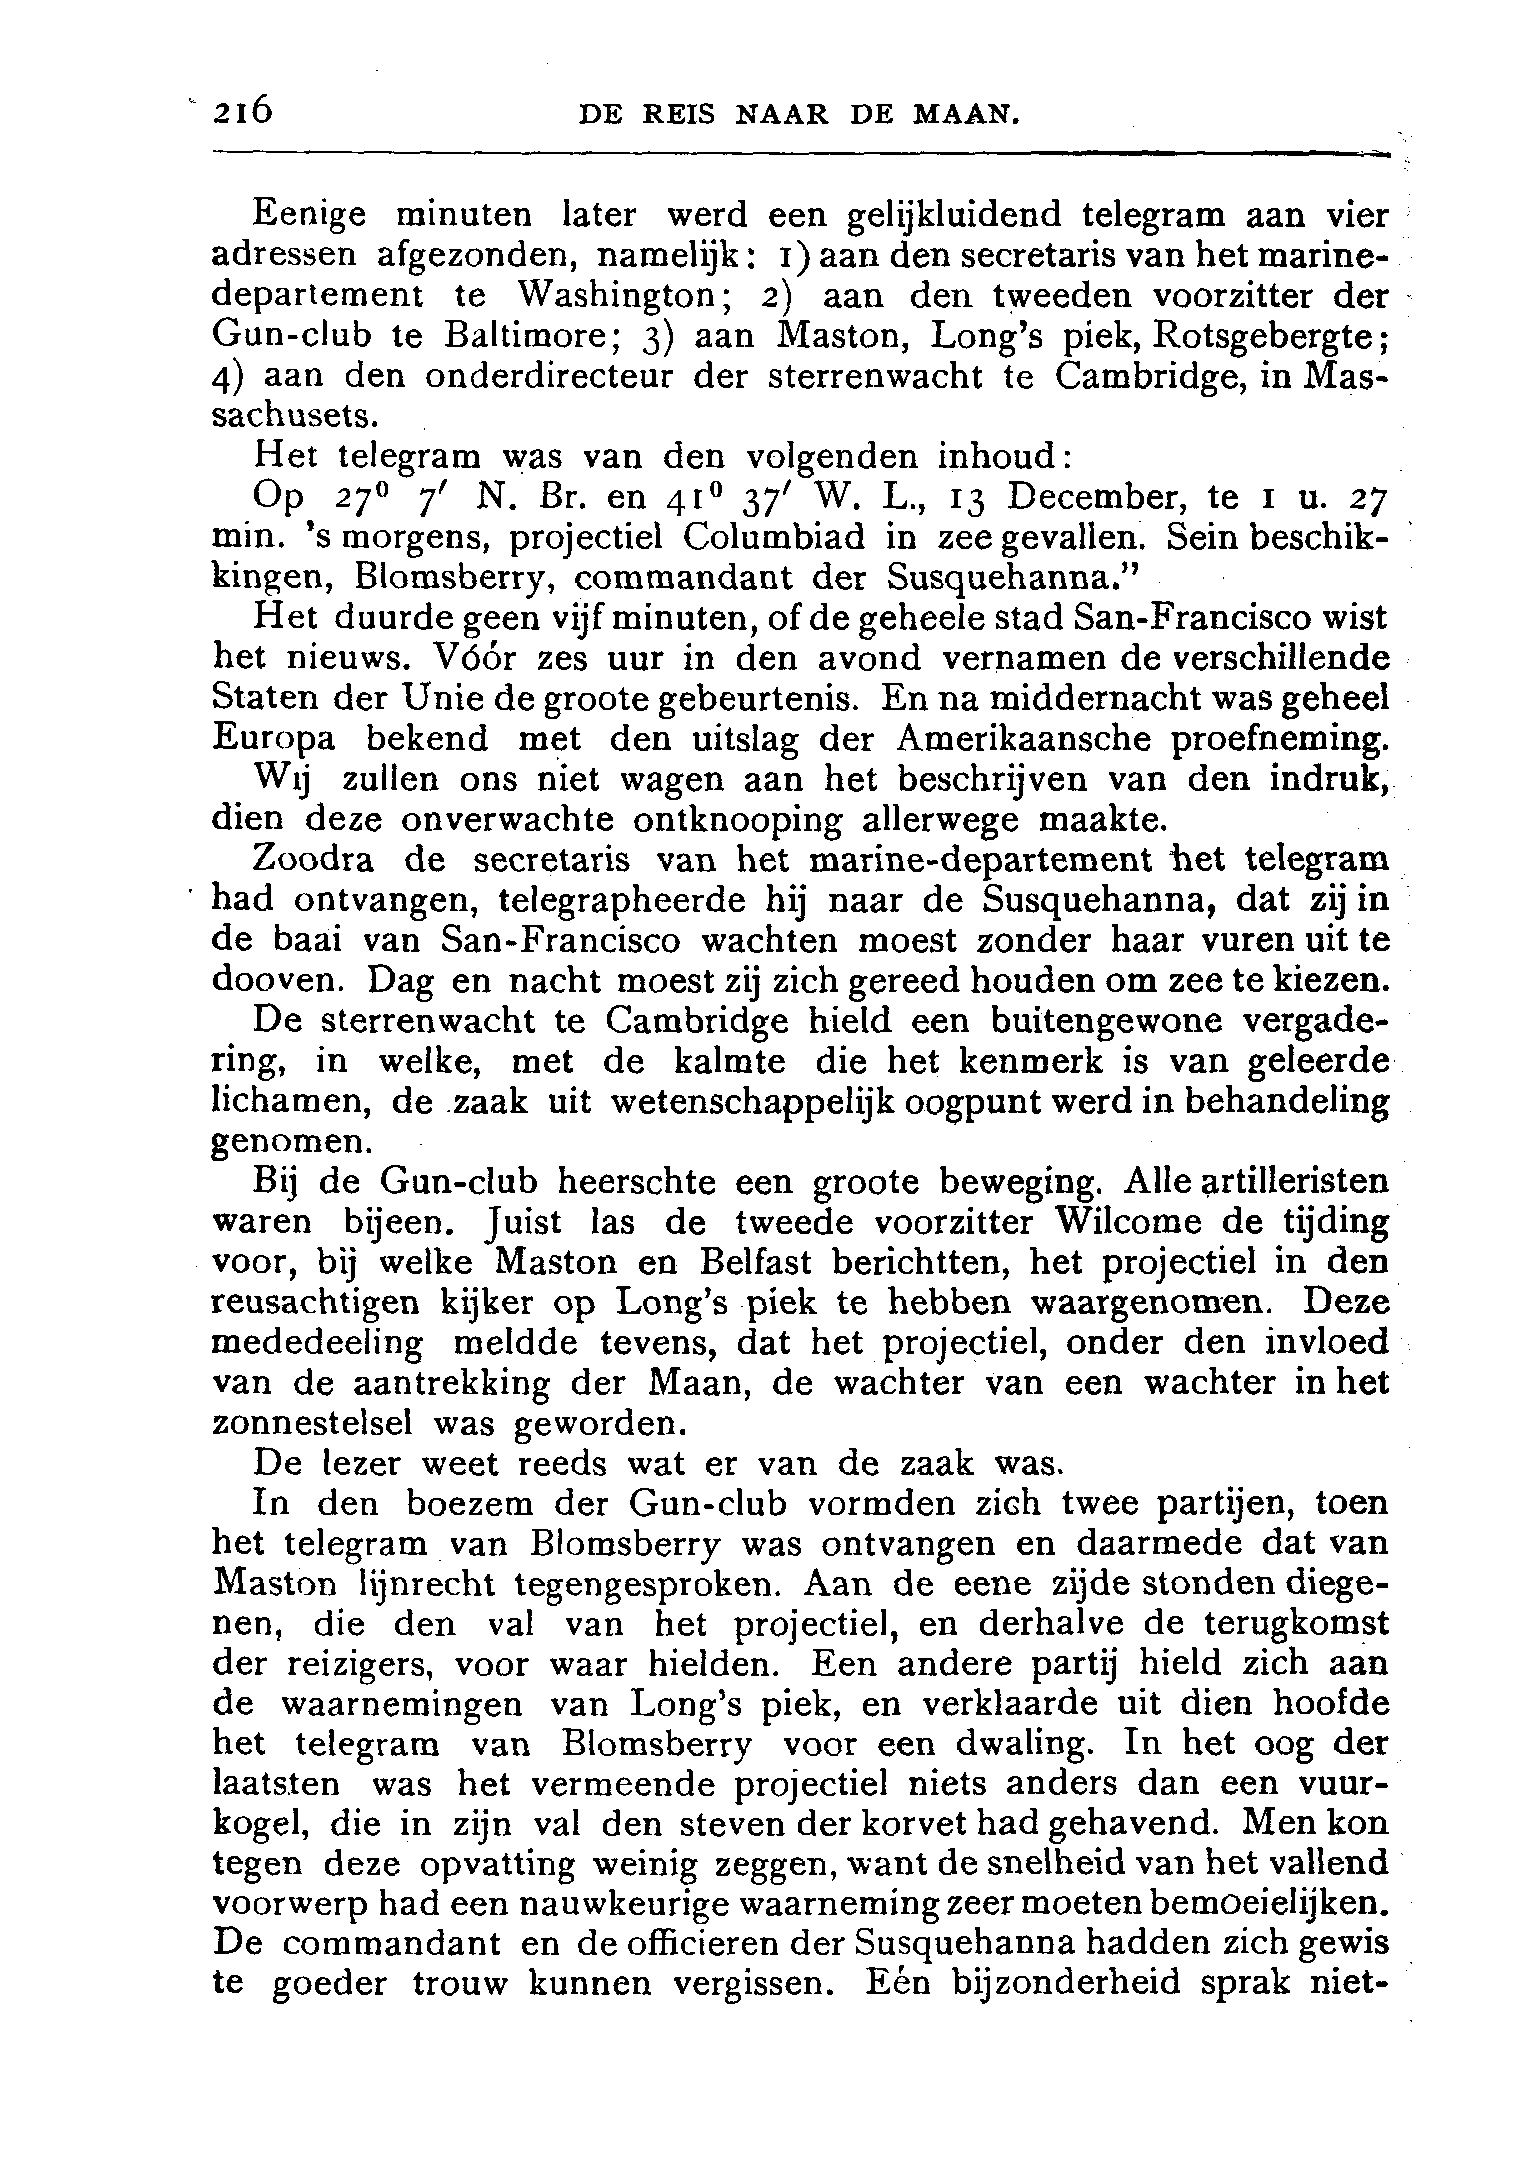 216 DE REIS NAAR DE MAAN.
Eenige minuten later werd een gelijkluidend telegram aan vier
adressen afgezonden, namelijk: 1) aan den secretaris van het marine-
departement te Washington; 2) aan den tweeden voorzitter der
Gun-club te Baltimore; 3) aan Maston, Long's piek, Rotsgebergte;
4) aan den onderdirecteur der sterrenwacht te Cambridge, in Mas-
sachusets.
Het telegram was van den volgenden inhoud:
Op 27⁰ 7′ N. Br. en 41⁰ 37′ W. L., 13 December, te 1 u. 27
min. 's morgens, projectiel Columbiad in zee gevallen. Sein beschik-
kingen, Blomsberry, commandant der Susquehanna."
Het duurde geen vijf minuten, of de geheele stad San-Francisco wist
het nieuws. Vóór zes uur in den avond vernamen de verschillende
Staten der Unie de groote gebeurtenis. En na middernacht was geheel
Europa bekend met den uitslag der Amerikaansche proefneming.
Wij zullen ons niet wagen aan het beschrijven van den indruk,
dien deze onverwachte ontknooping allerwege maakte.
Zoodra de secretaris van het marine-departement het telegram
had ontvangen, telegrapheerde hij naar de Susquehanna, dat zij in
de baai van San-Francisco wachten moest zonder haar vuren uit te
dooven. Dag en nacht moest zij zich gereed houden om zee te kiezen.
De sterrenwacht te Cambridge hield een buitengewone vergade-
ring, in welke, met de kalmte die het kenmerk is van geleerde
lichamen, de zaak uit wetenschappelijk oogpunt werd in behandeling
genomen.
Bij de Gun-club heerschte een groote beweging. Alle artilleristen
waren bijeen. Juist las de tweede voorzitter Wilcome de tijding
voor, bij welke Maston en Belfast berichtten, het projectiel in den
reusachtigen kijker op Long's piek te hebben waargenomen. Deze
mededeeling meldde tevens, dat het projectiel, onder den invloed
van de aantrekking der Maan, de wachter van een wachter in het
zonnestelsel was geworden.
De lezer weet reeds wat er van de zaak was.
In den boezem der Gun-club vormden zich twee partijen, toen
het telegram van Blomsberry was ontvangen en daarmede dat van
Maston lijnrecht tegengesproken. Aan de eene zijde stonden diege-
nen, die den val van het projectiel, en derhalve de terugkomst
der reizigers, voor waar hielden. Een andere partij hield zich aan
de waarnemingen van Long's piek, en verklaarde uit dien hoofde
het telegram van Blomsberry voor een dwaling. In het oog der
laatsten was het vermeende projectiel niets anders dan een vuur-
kogel, die in zijn val den steven der korvet had gehavend. Men kon
tegen deze opvatting weinig zeggen, want de snelheid van het vallend
voorwerp had een nauwkeurige waarneming zeer moeten bemoeielijken.
De commandant en de officieren der Susquehanna hadden zich gewis
te goeder trouw kunnen vergissen. Eén bijzonderheid sprak niet-